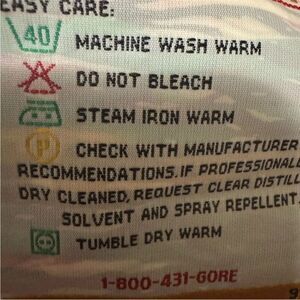 EASY CARE:
40 MACHINE WASH WARM
DO NOT BLEACH
STEAM IRON WARM
P CHECK WITH MANUFACTURER
RECOMMENDATIONS.IF PROFESSIONALL
DRY CLEANED, REQUEST CLEAR DISTILL
SOLVENT AND SPRAY REPELLENT.
TUMBLE DRY WARM
1-800-431-GORE